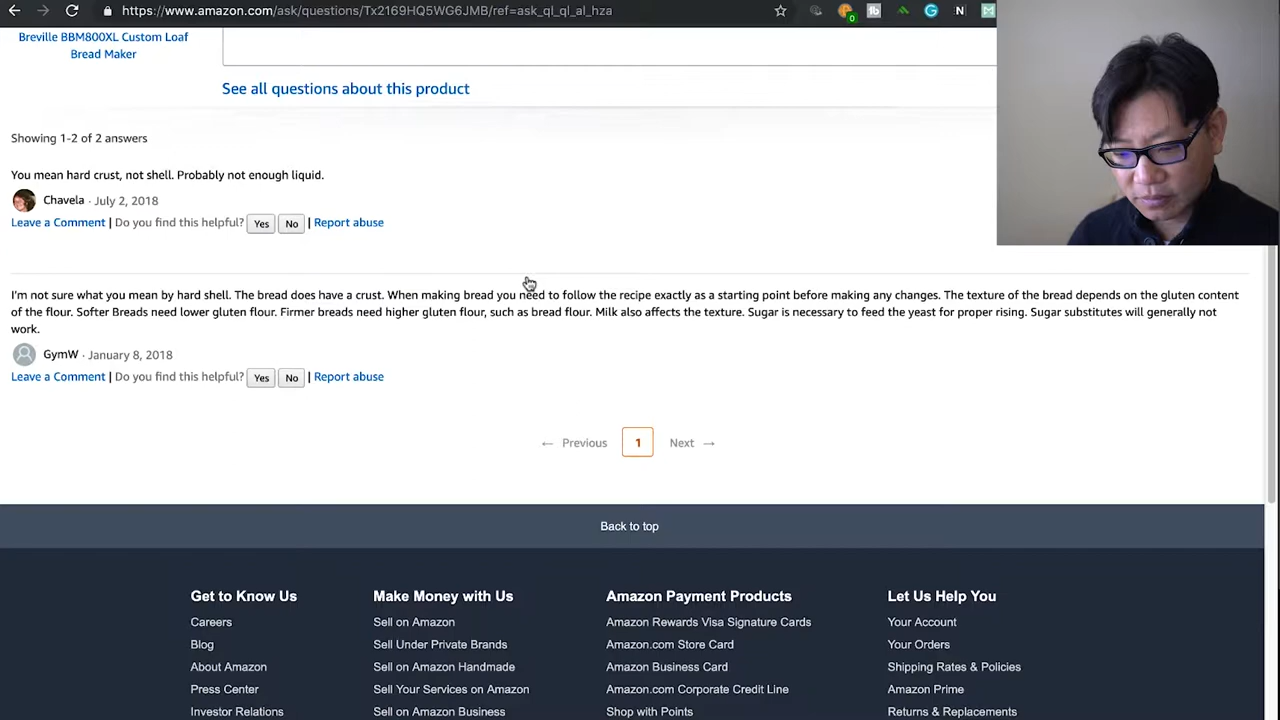 https://www.amazon.com/ask/questions/Tx2169HQ5WG6JMB/ref=ask_ql_ql_al_hza
0
N
Breville BBM800XL Custom Loaf
Bread Maker
See all questions about this product
Showing 1-2 of 2 answers
You mean hard crust, not shell. Probably not enough liquid.
Chavela · July 2, 2018
Leave a Comment | Do you find this helpful? Yes No | Report abuse
I'm not sure what you mean by hard shell. The bread does have a crust. When making bread you need to follow the recipe exactly as a starting point before making any changes. The texture of the bread depends on the gluten content
of the flour. Softer Breads need lower gluten flour. Firmer breads need higher gluten flour, such as bread flour. Milk also affects the texture. Sugar is necessary to feed the yeast for proper rising. Sugar substitutes will generally not
work.
GymW · January 8, 2018
Leave a Comment | Do you find this helpful? Yes No | Report abuse
← Previous 1 Next →
Back to top
Get to Know Us Make Money with Us Amazon Payment Products Let Us Help You
Careers Sell on Amazon Amazon Rewards Visa Signature Cards Your Account
Blog Sell Under Private Brands Amazon.com Store Card Your Orders
About Amazon Sell on Amazon Handmade Amazon Business Card Shipping Rates & Policies
Press Center Sell Your Services on Amazon Amazon.com Corporate Credit Line Amazon Prime
Investor Relations Sell on Amazon Business Shop with Points Returns & Replacements